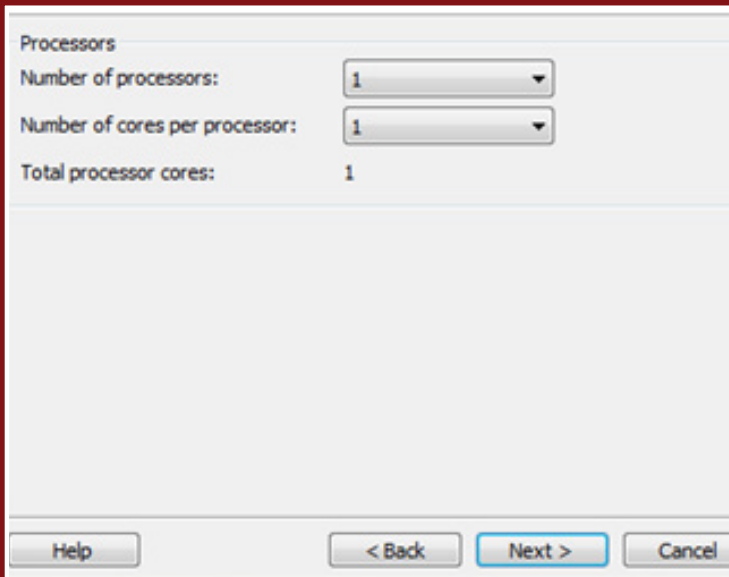 Processors
Number of processors: 1
Number of cores per processor: 1
Total processor cores: 1
Help < Back Next > Cancel